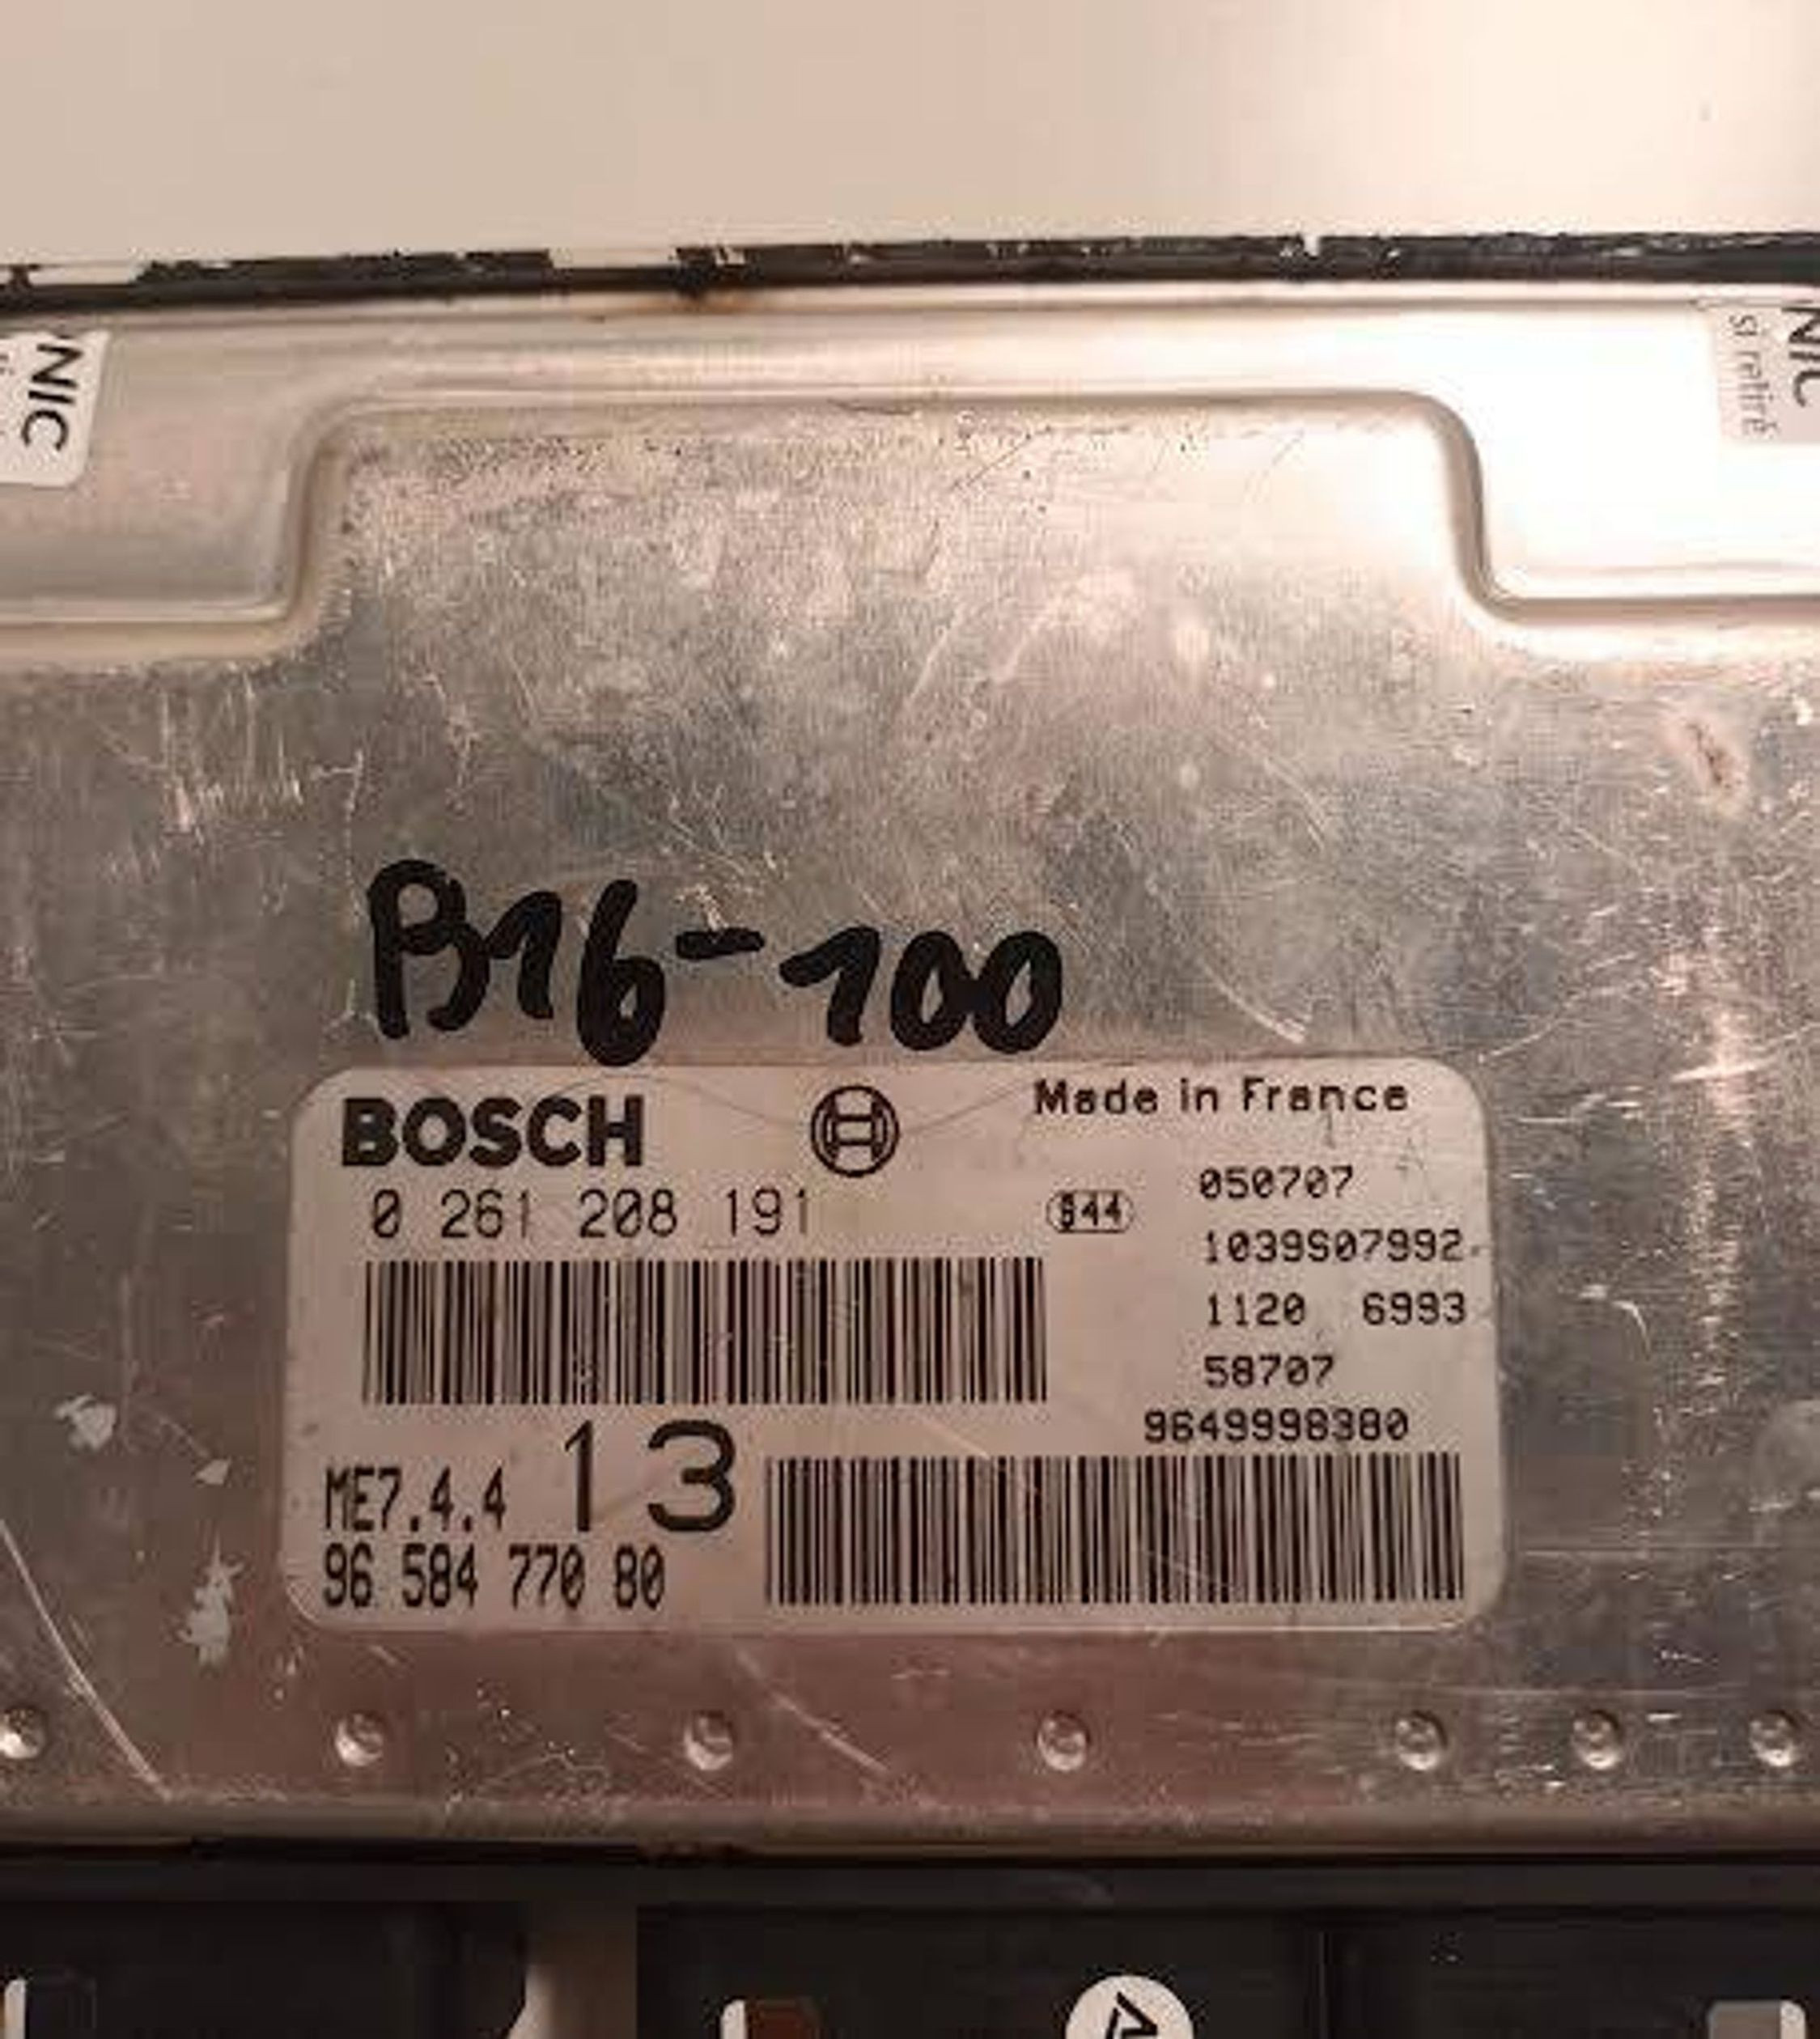 NIC
NIC
si retiré
B16-100
BOSCH
Made in France
0 261 208 191
544
050707
1039S07992
1120 6993
58707
9649998380
ME7.4.4
13
96 584 770 80